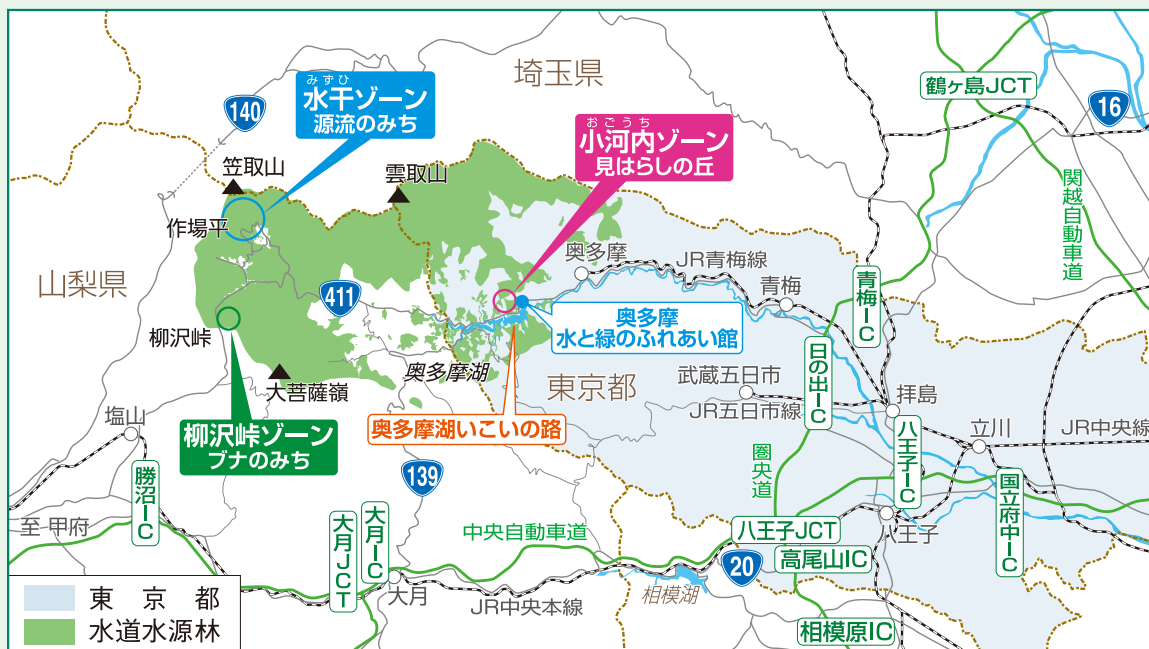 埼玉県
鶴ヶ島JCT
16
140
みずひ
水干ゾーン
源流のみち
おごうち
小河内ゾーン
見はらしの丘
笠取山
雲取山
作場平
関越自動車道
山梨県
411
奥多摩
JR青梅線
青梅
青梅IC
奥多摩
水と緑のふれあい館
柳沢峠
大菩薩嶺
奥多摩湖
東京都
武蔵五日市
JR五日市線
日の出IC
拝島
塩山
柳沢峠ゾーン
ブナのみち
奥多摩湖いこいの路
八王子IC
立川
JR中央線
139
圏央道
勝沼IC
国立府中IC
至 甲府
大月JCT
大月IC
中央自動車道
八王子JCT
八王子
20
高尾山IC
大月
JR中央本線
相模湖
相模原IC
東京都
水道水源林